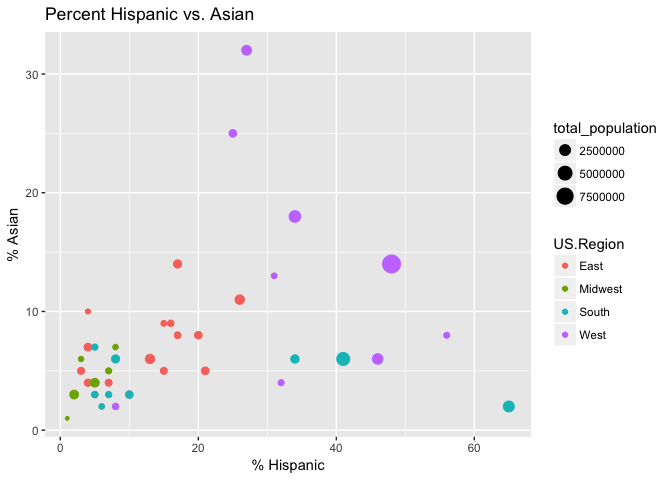 Percent Hispanic vs. Asian
30
20
10
0
% Asian
0
20
40
60
% Hispanic
total_population
2500000
5000000
7500000
US.Region
East
Midwest
South
West